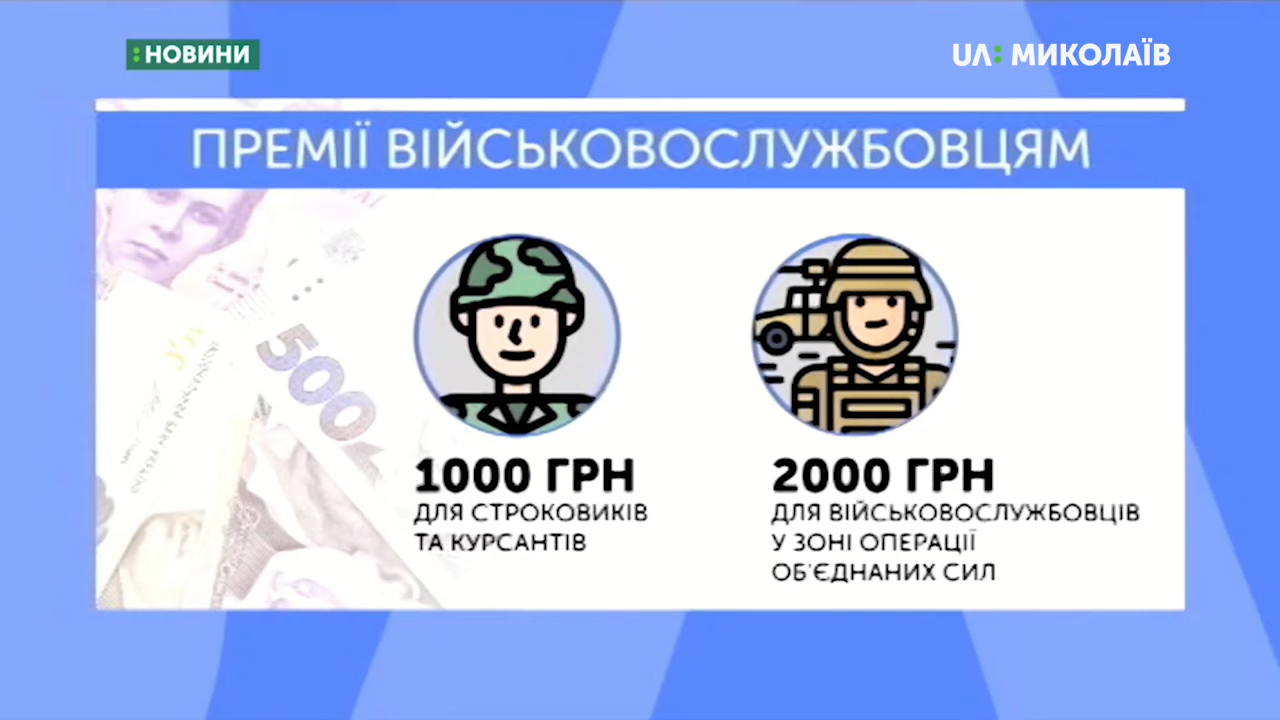 :НОВИНИ
UA: МИКОЛАЇВ
ПРЕМІЇ ВІЙСЬКОВОСЛУЖБОВЦЯМ
500
1000 ГРН
ДЛЯ СТРОКОВИКІВ
ТА КУРСАНТІВ
2000 ГРН
ДЛЯ ВІЙСЬКОВОСЛУЖБОВЦІВ
У ЗОНІ ОПЕРАЦІЇ
ОБ'ЄДНАНИХ СИЛ